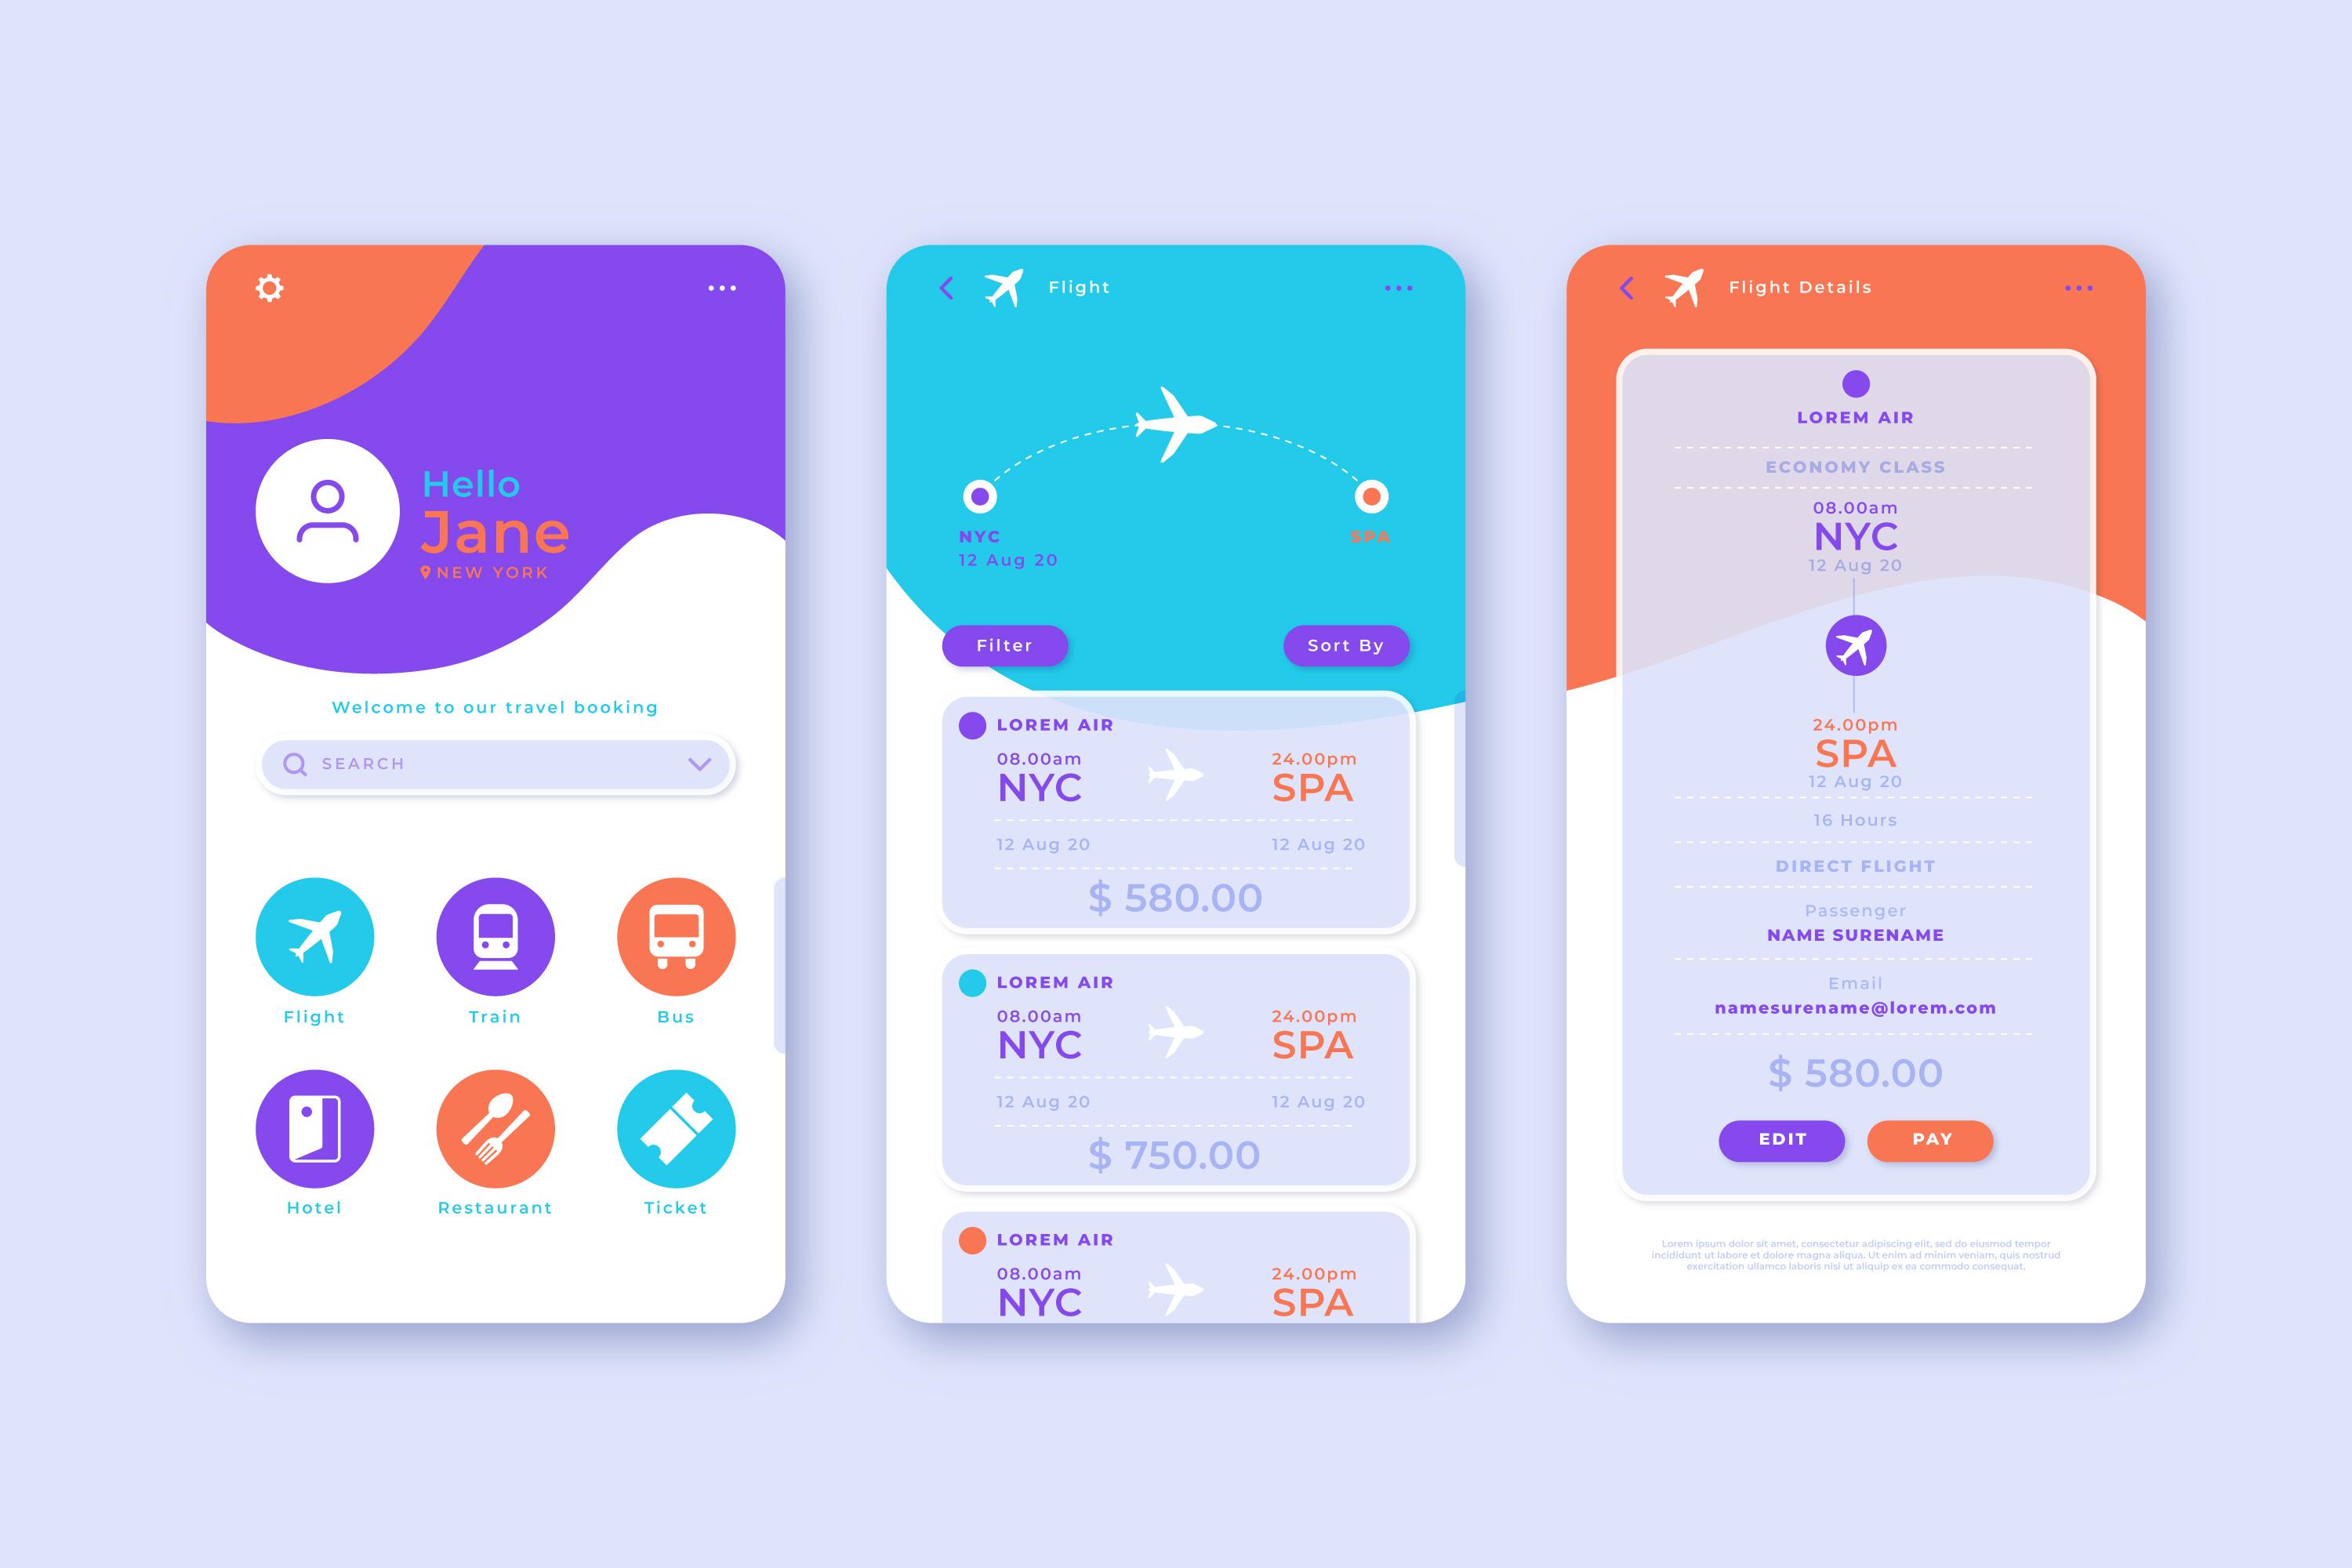 Hello
Jane
NEW YORK
Welcome to our travel booking
SEARCH
Flight
Train
Bus
Hotel
Restaurant
Ticket
Flight
NYC
SPA
12 Aug 20
Filter
Sort By
LOREM AIR
08.00am
24.00pm
NYC
SPA
12 Aug 20
12 Aug 20
$ 580.00
LOREM AIR
08.00am
24.00pm
NYC
SPA
12 Aug 20
12 Aug 20
$ 750.00
LOREM AIR
08.00am
24.00pm
NYC
SPA
Flight Details
LOREM AIR
ECONOMY CLASS
08.00am
NYC
12 Aug 20
24.00pm
SPA
12 Aug 20
16 Hours
DIRECT FLIGHT
Passenger
NAME SURENAME
Email
namesurename@lorem.com
$ 580.00
EDIT
PAY
Lorem ipsum dolor sit amet, consectetur adipiscing elit, sed do eiusmod tempor
incididunt ut labore et dolore magna aliqua. Ut enim ad minim veniam, quis nostrud
exercitation ullamco laboris nisi ut aliquip ex ea commodo consequat.